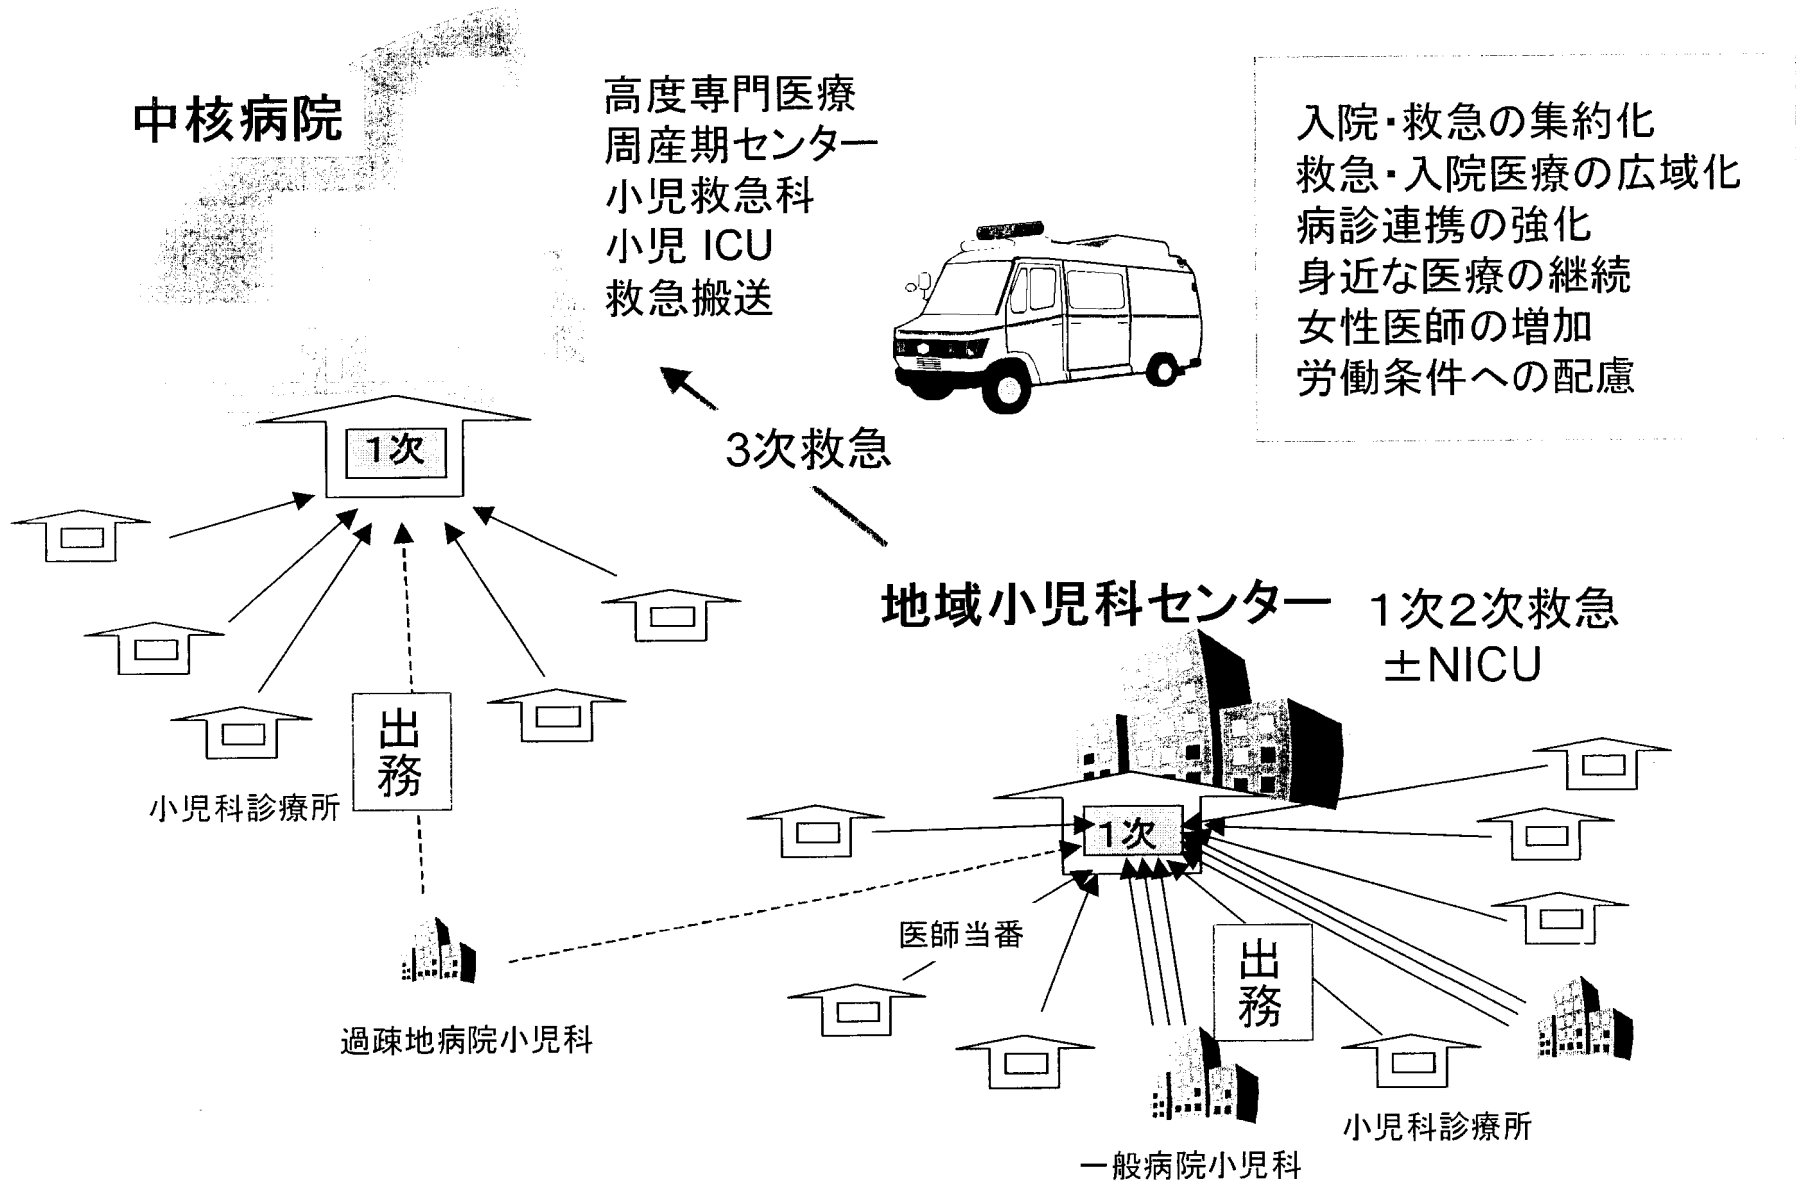 中核病院
高度専門医療
周産期センター
小児救急科
小児 ICU
救急搬送
入院・救急の集約化
救急・入院医療の広域化
病診連携の強化
身近な医療の継続
女性医師の増加
労働条件への配慮
1次
3次救急
地域小児科センター
1次2次救急
±NICU
出務
小児科診療所
1次
医師当番
出務
過疎地病院小児科
小児科診療所
一般病院小児科